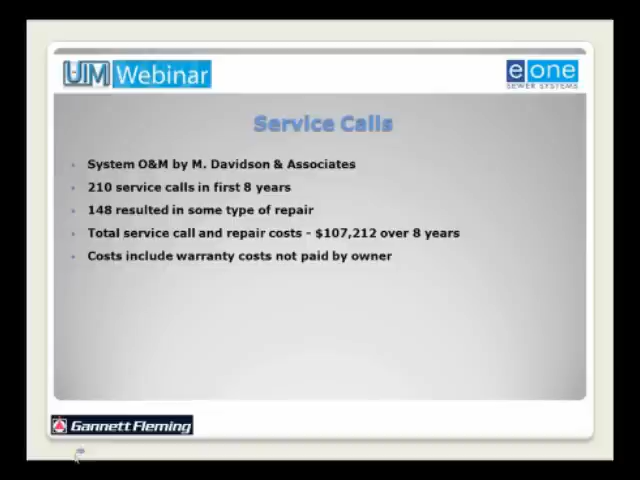 UIM Webinar
e one
SEWER SYSTEMS
Service Calls
System O&M by M. Davidson & Associates
210 service calls in first 8 years
148 resulted in some type of repair
Total service call and repair costs - $107,212 over 8 years
Costs include warranty costs not paid by owner
Gannett Fleming